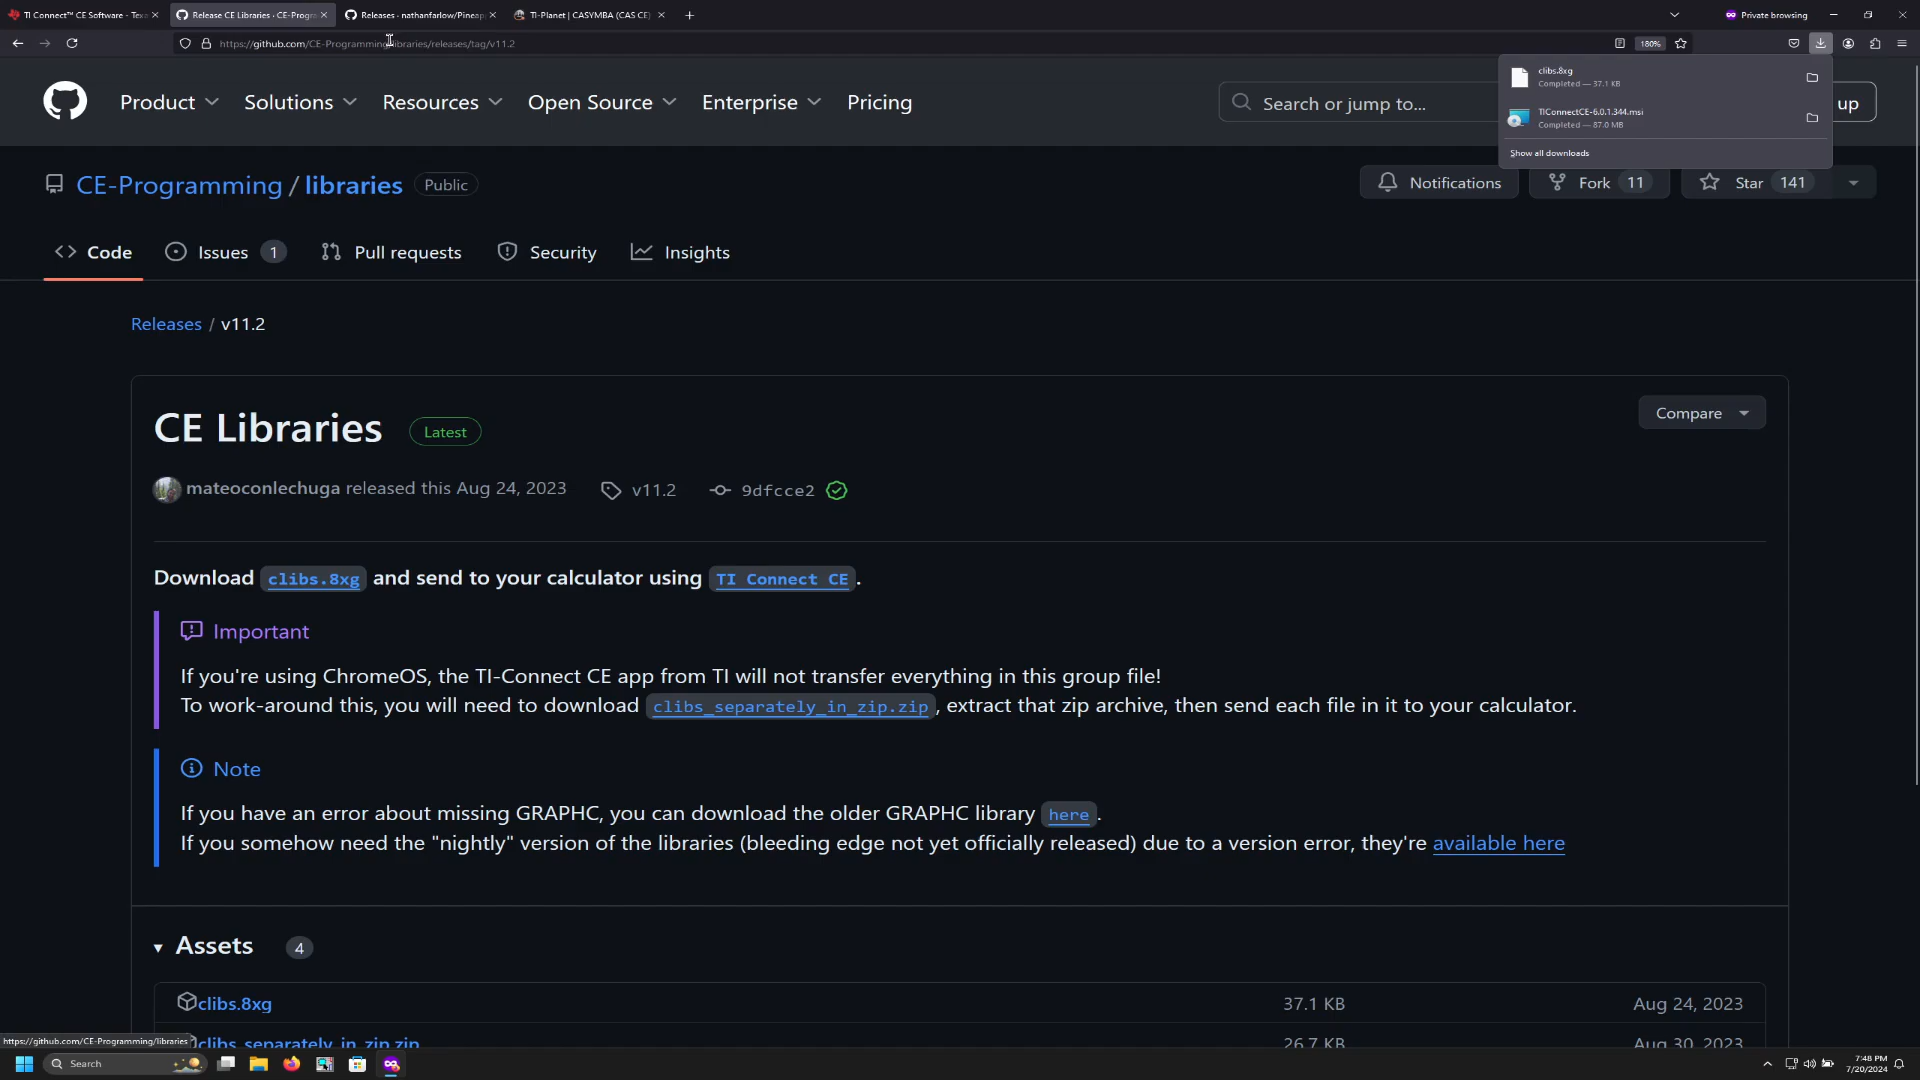 TI Connect™ CE Software - Texa
Release CE Libraries · CE-Progra
Releases · nathanfarlow/Pineap
TI-Planet | CASYMBA (CAS CE)
Private browsing
https://github.com/CE-Programming/libraries/releases/tag/v11.2
180%
clibs.8xg
Completed — 37.1 KB
TIConnectCE-6.0.1.344.msi
Completed — 87.0 MB
Show all downloads
Product
Solutions
Resources
Open Source
Enterprise
Pricing
Search or jump to...
up
CE-Programming / libraries
Public
Notifications
Fork 11
Star 141
Code
Issues 1
Pull requests
Security
Insights
Releases / v11.2
CE Libraries
Latest
Compare
mateoconlechuga released this Aug 24, 2023
v11.2
9dfcce2
Download clibs.8xg and send to your calculator using TI Connect CE.
Important
If you're using ChromeOS, the TI-Connect CE app from TI will not transfer everything in this group file!
To work-around this, you will need to download clibs_separately_in_zip.zip, extract that zip archive, then send each file in it to your calculator.
Note
If you have an error about missing GRAPHC, you can download the older GRAPHC library here.
If you somehow need the "nightly" version of the libraries (bleeding edge not yet officially released) due to a version error, they're available here
Assets 4
clibs.8xg 37.1 KB Aug 24, 2023
clibs_separately_in_zip.zip 26.7 KB Aug 30, 2023
https://github.com/CE-Programming/libraries
Search
7:48 PM
7/20/2024